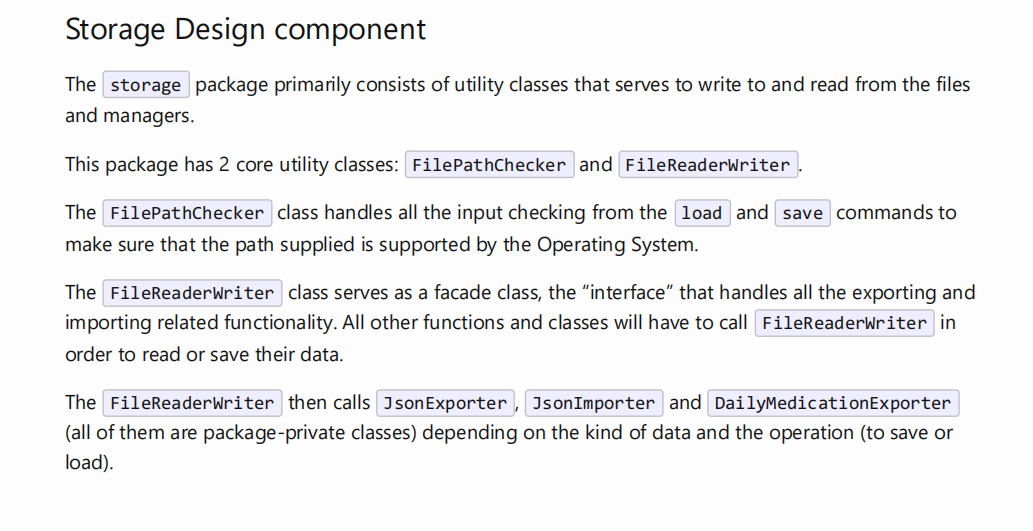 Storage Design component
The storage package primarily consists of utility classes that serves to write to and read from the files
and managers.
This package has 2 core utility classes: FilePathChecker and FileReaderWriter.
The FilePathChecker class handles all the input checking from the load and save commands to
make sure that the path supplied is supported by the Operating System.
The FileReaderWriter class serves as a facade class, the “interface” that handles all the exporting and
importing related functionality. All other functions and classes will have to call FileReaderWriter in
order to read or save their data.
The FileReaderWriter then calls JsonExporter, JsonImporter and DailyMedicationExporter
(all of them are package-private classes) depending on the kind of data and the operation (to save or
load).